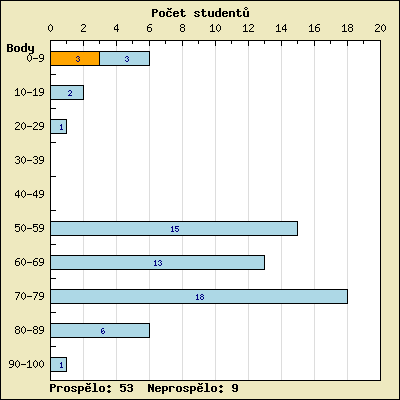 Počet studentů
0 2 4 6 8 10 12 14 16 18 20
Body
0-9 3 3
10-19 2
20-29 1
30-39
40-49
50-59 15
60-69 13
70-79 18
80-89 6
90-100 1
Prospělo: 53 Neprospělo: 9